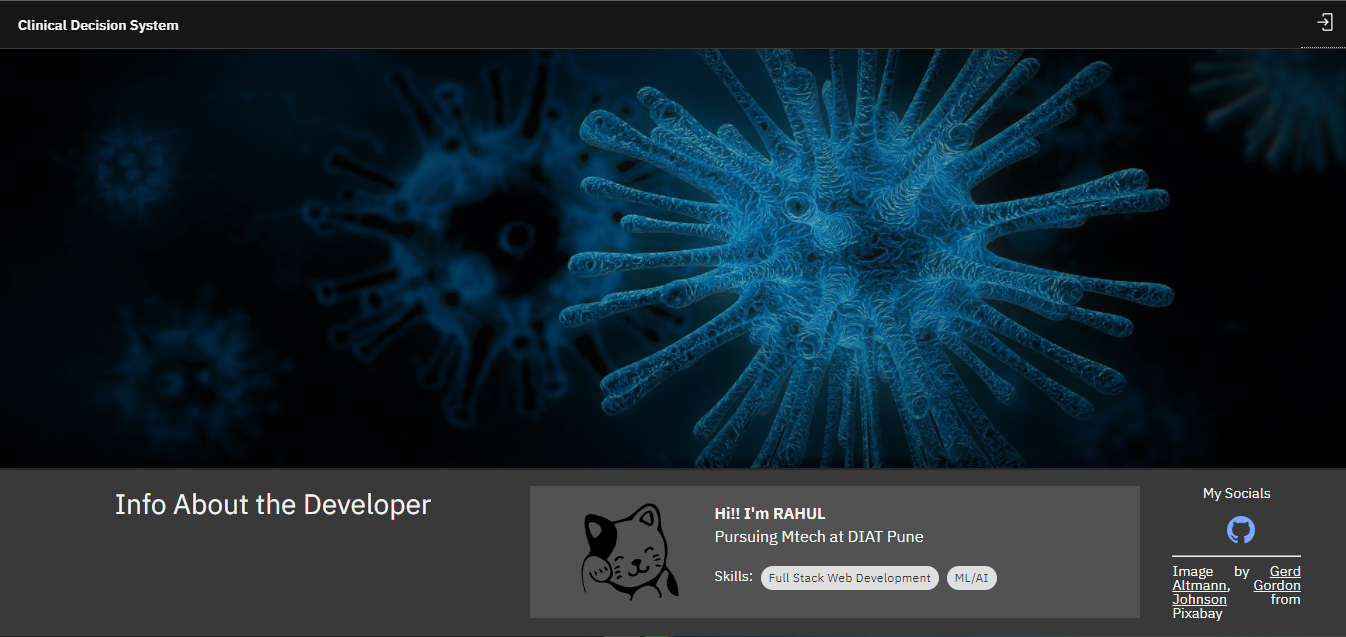 Clinical Decision System
Info About the Developer
Hi!! I'm RAHUL
Pursuing Mtech at DIAT Pune
Skills: Full Stack Web Development ML/AI
My Socials
Image by Gerd
Altmann, Gordon
Johnson from
Pixabay